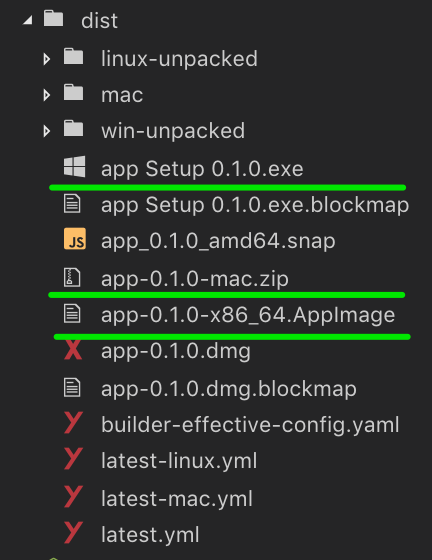 dist
linux-unpacked
mac
win-unpacked
app Setup 0.1.0.exe
app Setup 0.1.0.exe.blockmap
JS app_0.1.0_amd64.snap
app-0.1.0-mac.zip
app-0.1.0-x86_64.AppImage
app-0.1.0.dmg
app-0.1.0.dmg.blockmap
builder-effective-config.yaml
latest-linux.yml
latest-mac.yml
latest.yml